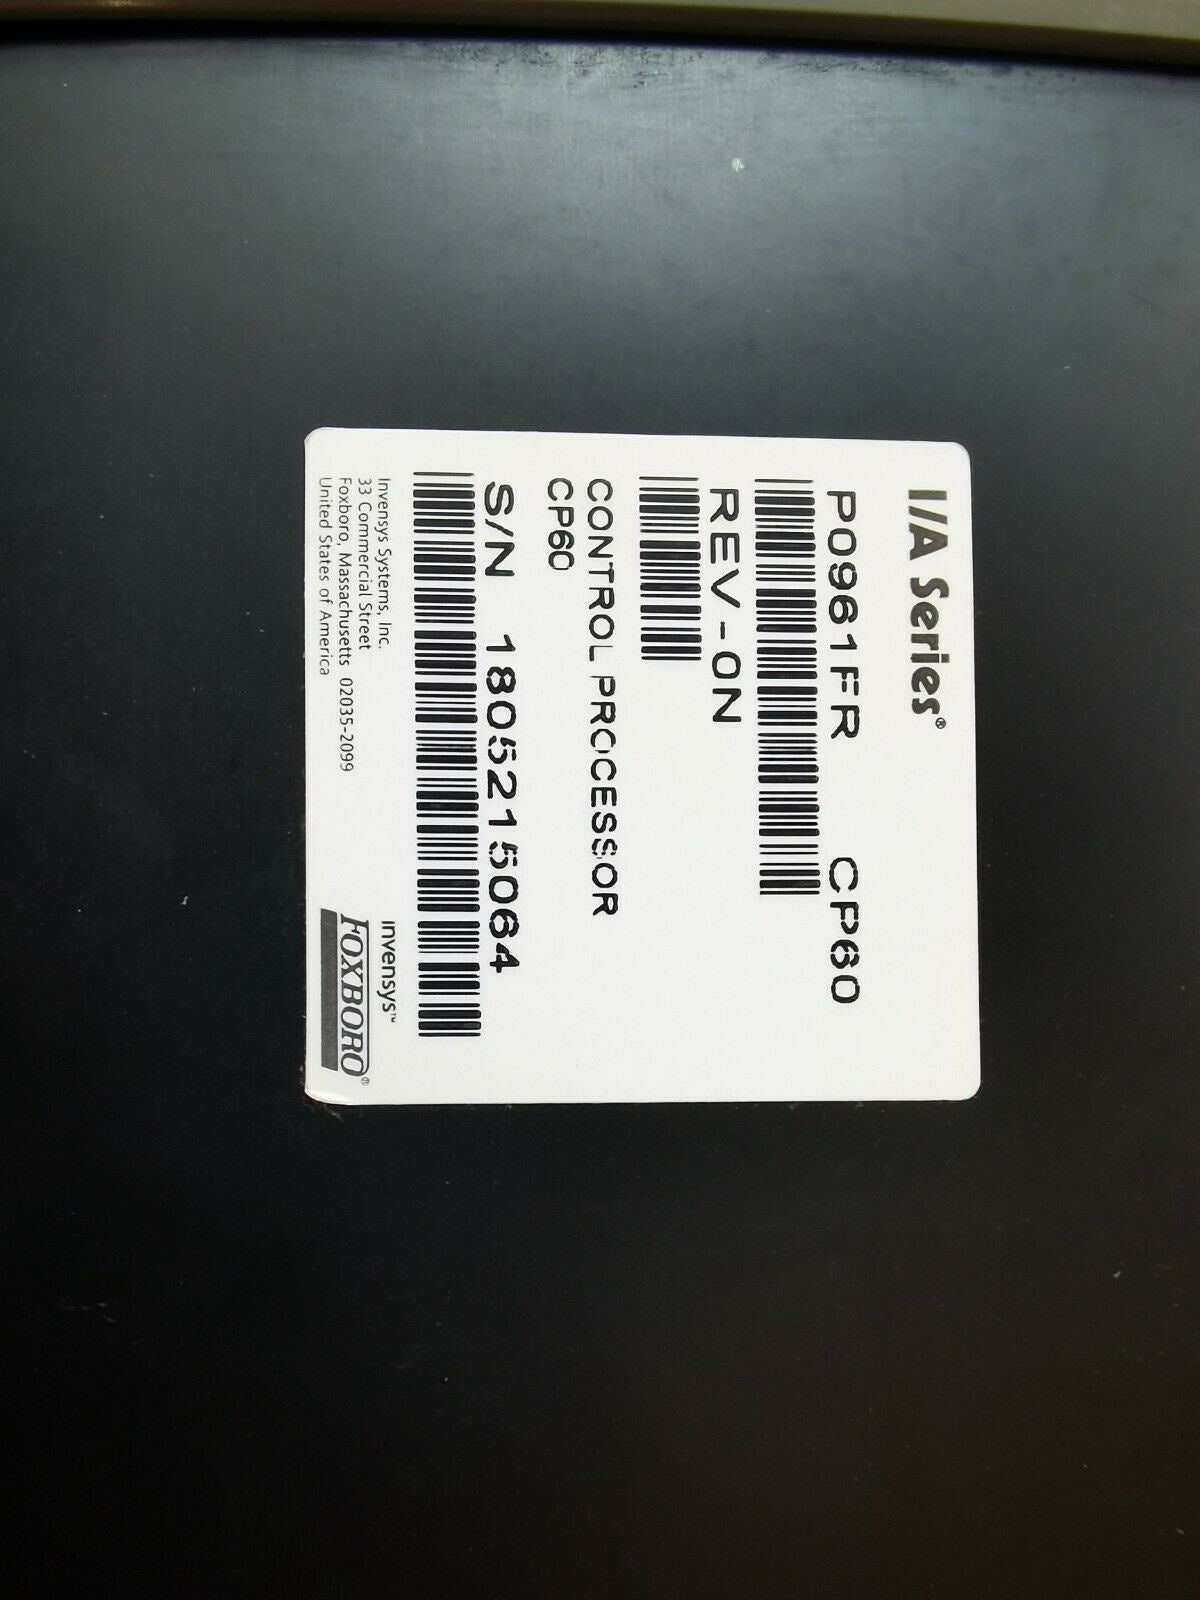 I/A Series®
P0961FR CP60
REV-0N
CONTROL PROCESSOR
CP60
S/N 1805215064
Invensys Systems, Inc.
33 Commercial Street
Foxboro, Massachusetts 02035-2099
United States of America
ınvensys™
FOXBORO®